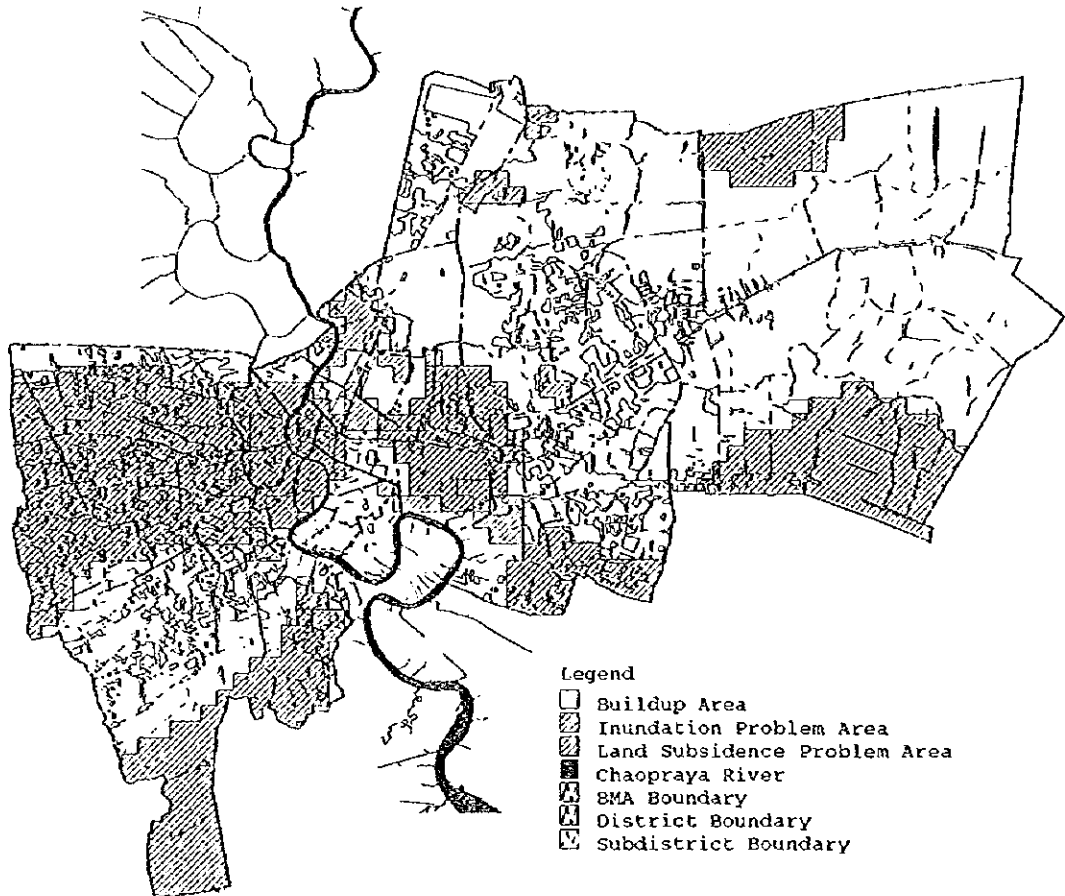 Legend
Buildup Area
Inundation Problem Area
Land Subsidence Problem Area
Chaopraya River
BMA Boundary
District Boundary
Subdistrict Boundary